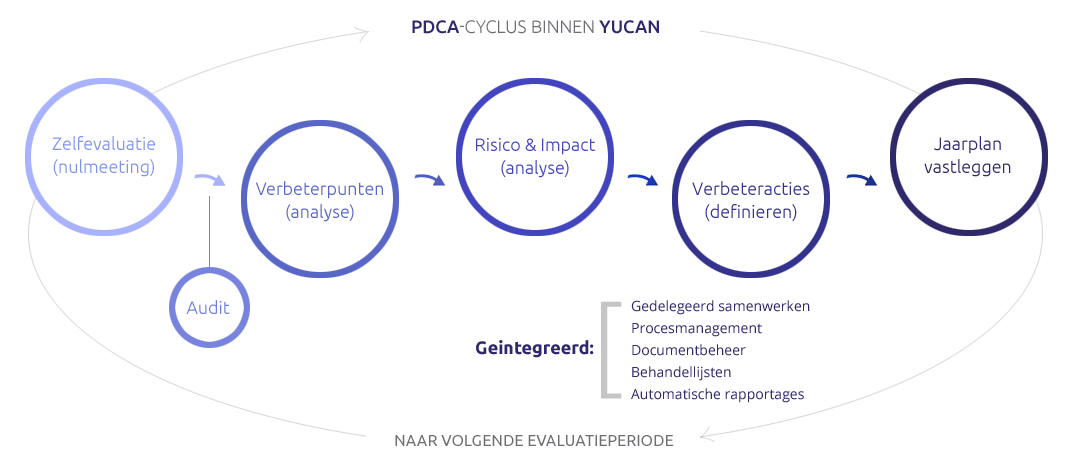 PDCA-CYCLUS BINNEN YUCAN
Zelfevaluatie
(nulmeeting)
Verbeterpunten
(analyse)
Risico & Impact
(analyse)
Verbeteracties
(definieren)
Jaarplan
vastleggen
Audit
Geintegreerd:
Gedelegeerd samenwerken
Procesmanagement
Documentbeheer
Behandellijsten
Automatische rapportages
NAAR VOLGENDE EVALUATIEPERIODE